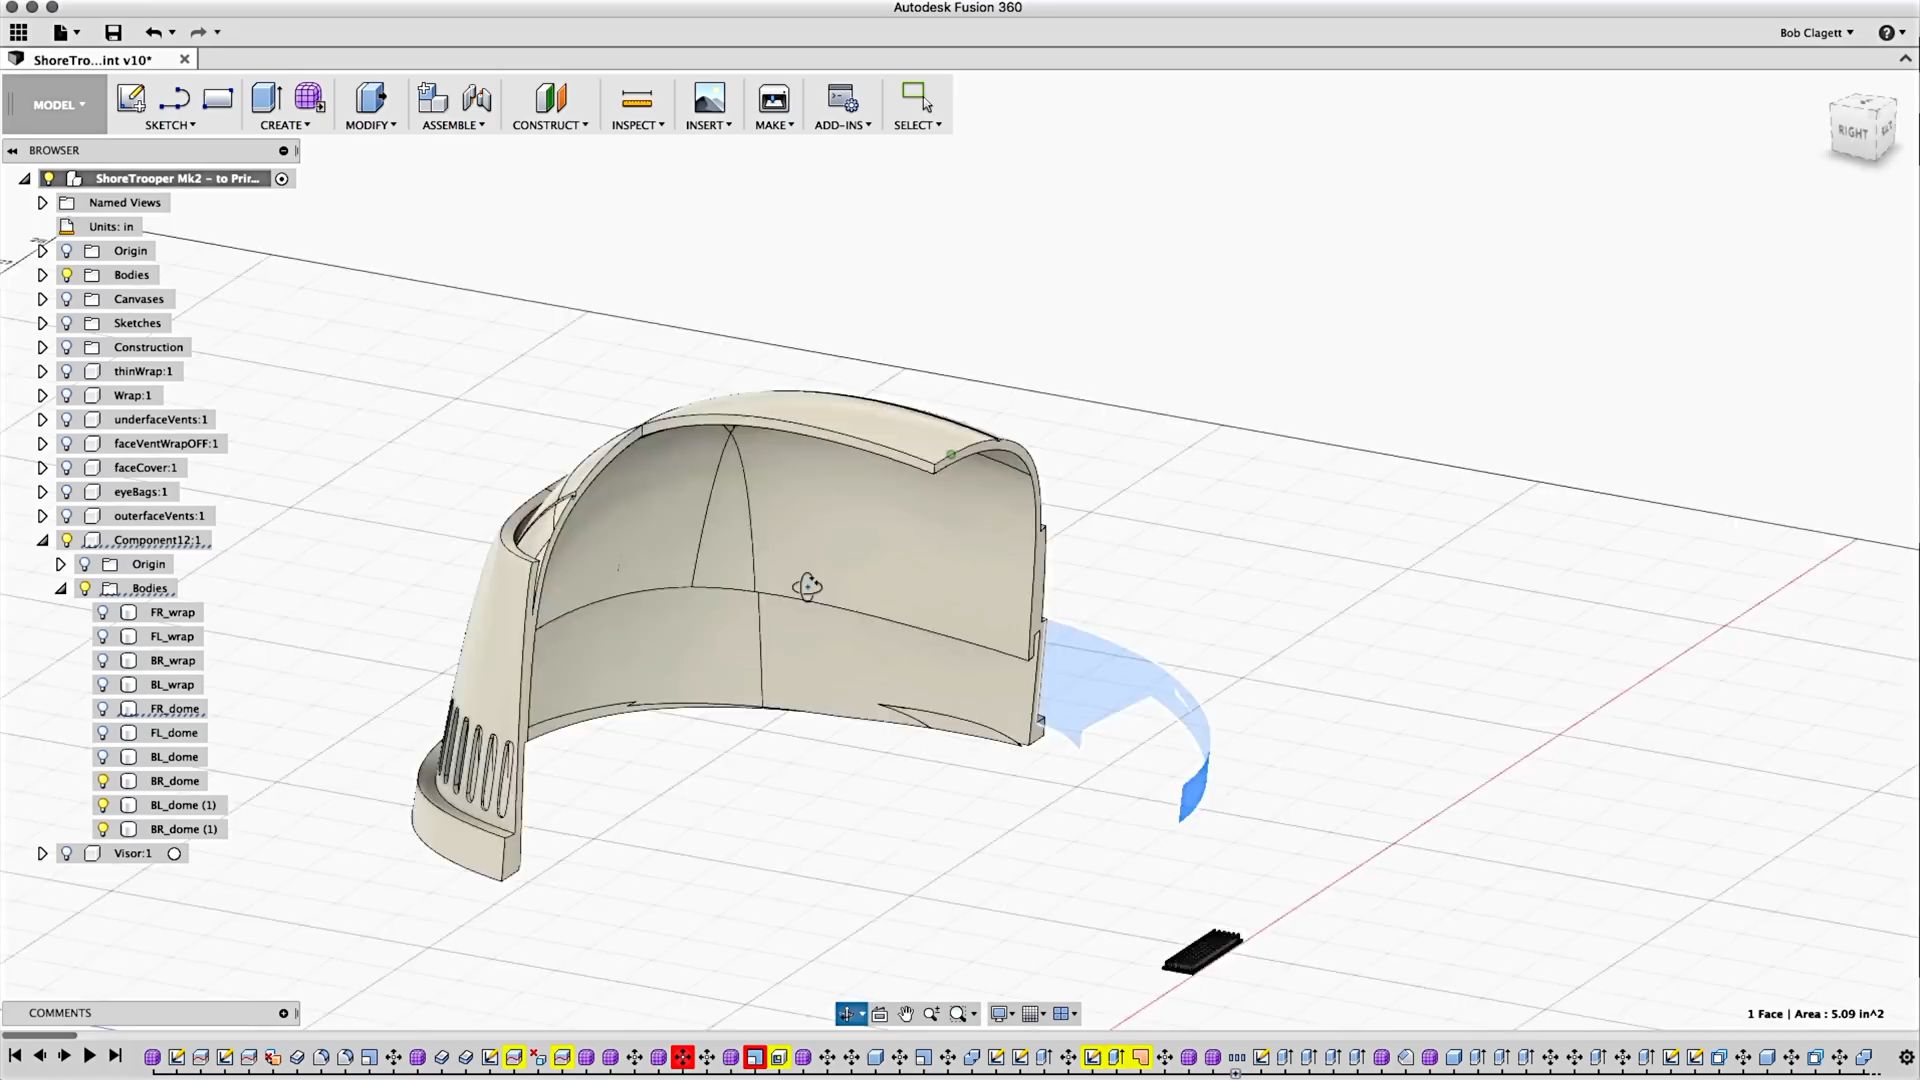 Autodesk Fusion 360
Bob Clagett
ShoreTro...int v10*
MODEL
SKETCH
CREATE
MODIFY
ASSEMBLE
CONSTRUCT
INSPECT
INSERT
MAKE
ADD-INS
SELECT
RIGHT
BROWSER
ShoreTrooper Mk2 - to Prir...
Named Views
Units: in
Origin
Bodies
Canvases
Sketches
Construction
thinWrap:1
Wrap:1
underfaceVents:1
faceVentWrapOFF:1
faceCover:1
eyeBags:1
outerfaceVents:1
Component12:1
Origin
Bodies
FR_wrap
FL_wrap
BR_wrap
BL_wrap
FR_dome
FL_dome
BL_dome
BR_dome
BL_dome (1)
BR_dome (1)
Visor:1
COMMENTS
1 Face | Area : 5.09 in^2